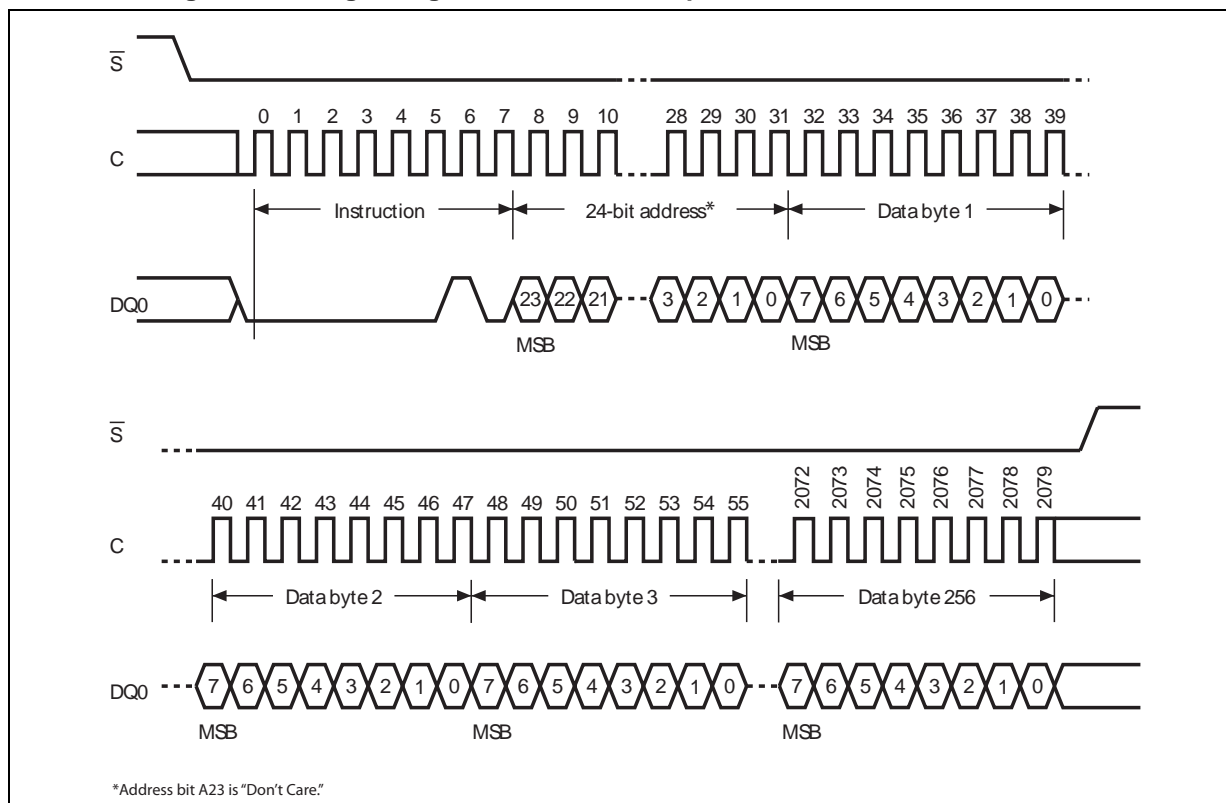 S
0 1 2 3 4 5 6 7 8 9 10 28 29 30 31 32 33 34 35 36 37 38 39
C
Instruction 24-bit address* Data byte 1
DQ0 23 22 21 3 2 1 0 7 6 5 4 3 2 1 0
MSB MSB
S
40 41 42 43 44 45 46 47 48 49 50 51 52 53 54 55 2072 2073 2074 2075 2076 2077 2078 2079
C
Data byte 2 Data byte 3 Data byte 256
DQ0 7 6 5 4 3 2 1 0 7 6 5 4 3 2 1 0 7 6 5 4 3 2 1 0
MSB MSB MSB
*Address bit A23 is “Don’t Care.”